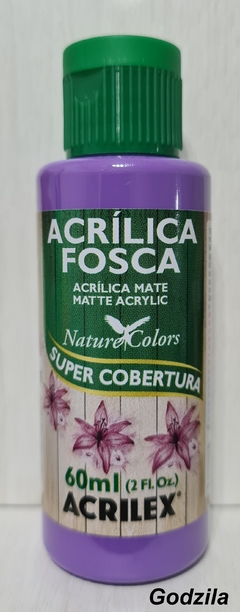 ACRÍLICA
FOSCA
ACRÍLICA MATE
MATTE ACRYLIC
Nature Colors
SUPER COBERTURA
60ml (2 FL. OZ.)
ACRILEX®
Godzila